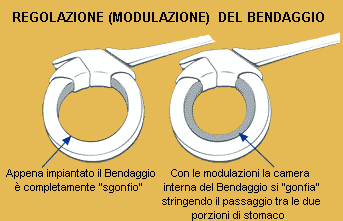 REGOLAZIONE (MODULAZIONE) DEL BENDAGGIO
Appena impiantato il Bendaggio
è completamente "sgonfio"
Con le modulazioni la camera
interna del Bendaggio si "gonfia"
stringendo il passaggio tra le due
porzioni di stomaco